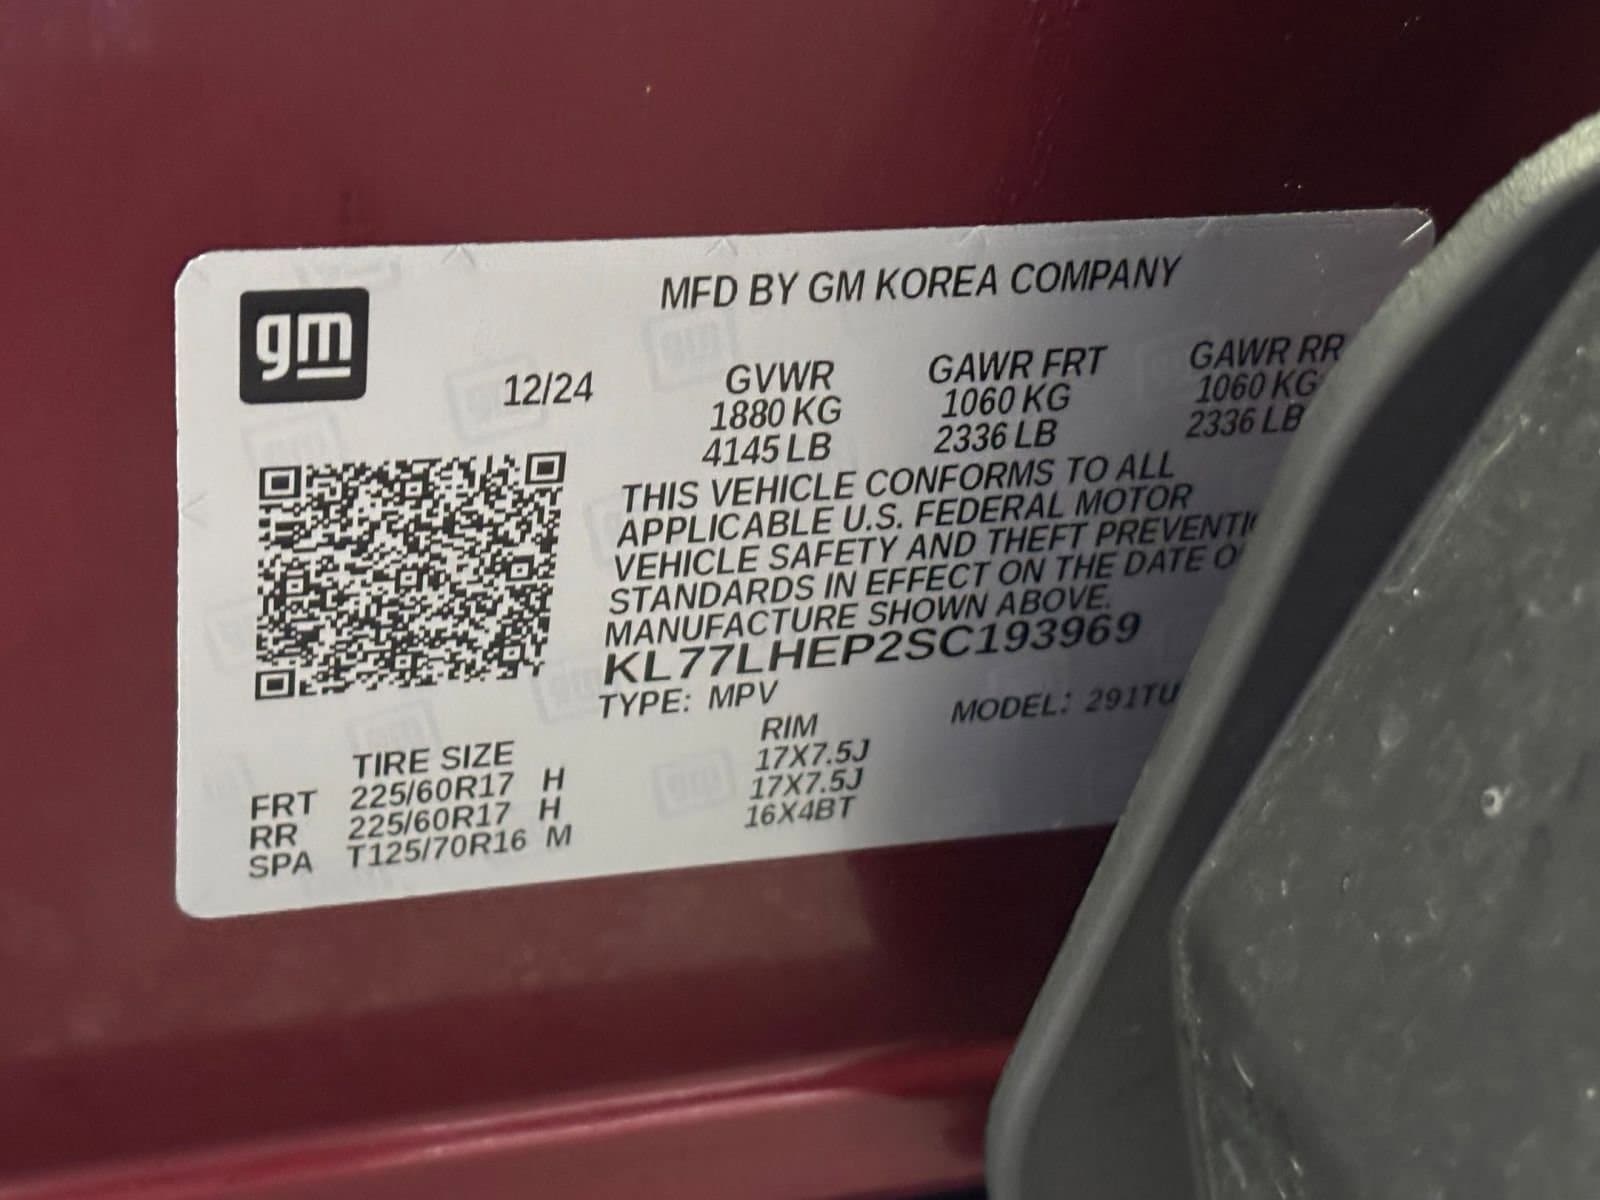 MFD BY GM KOREA COMPANY
gm
12/24 GVWR GAWR FRT GAWR RR
1880 KG 1060 KG 1060 KG
4145 LB 2336 LB 2336 LB
THIS VEHICLE CONFORMS TO ALL
APPLICABLE U.S. FEDERAL MOTOR
VEHICLE SAFETY AND THEFT
STANDARDS IN EFFECT ON THE DATE
MANUFACTURE SHOWN ABOVE.
KL77LHEP2SC193969
TYPE: MPV MODEL: 291TU
TIRE SIZE RIM
FRT 225/60R17 H 17X7.5J
RR 225/60R17 H 17X7.5J
SPA T125/70R16 M 16X4BT